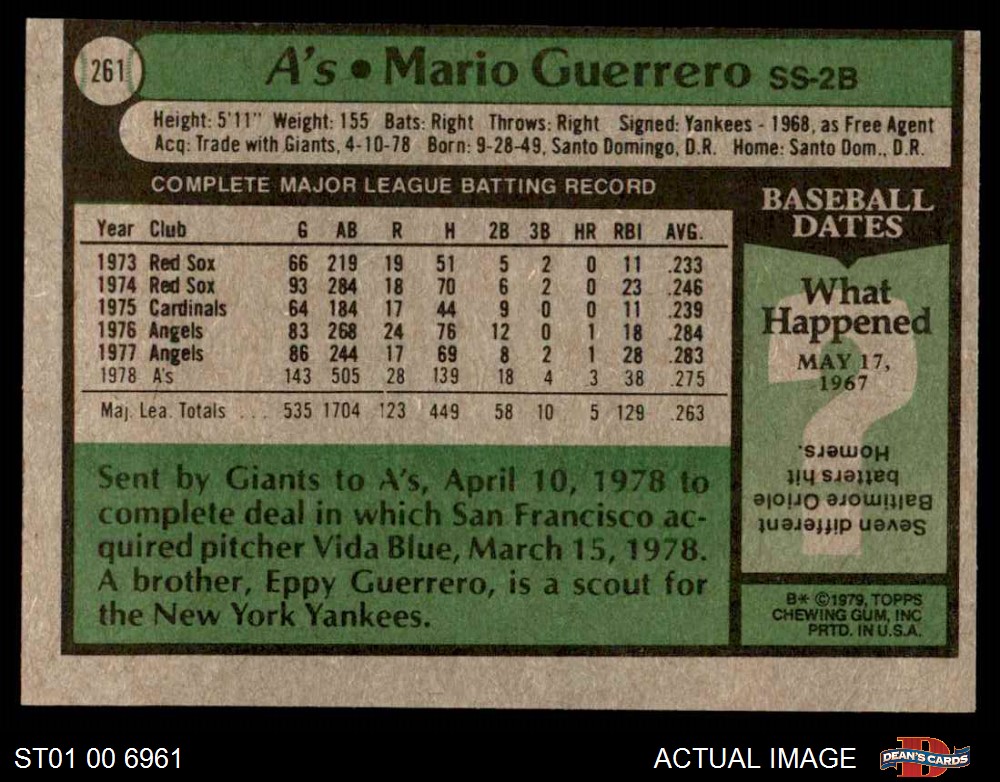 261
A's • Mario Guerrero SS-2B
Height: 5'11" Weight: 155 Bats: Right Throws: Right Signed: Yankees - 1968, as Free Agent
Acq: Trade with Giants, 4-10-78 Born: 9-28-49, Santo Domingo, D.R. Home: Santo Dom., D.R.
COMPLETE MAJOR LEAGUE BATTING RECORD
Year Club G AB R H 2B 3B HR RBI AVG.
1973 Red Sox 66 219 19 51 5 2 0 11 .233
1974 Red Sox 93 284 18 70 6 2 0 23 .246
1975 Cardinals 64 184 17 44 9 0 0 11 .239
1976 Angels 83 268 24 76 12 0 1 18 .284
1977 Angels 86 244 17 69 8 2 1 28 .283
1978 A's 143 505 28 139 18 4 3 38 .275
Maj. Lea. Totals ... 535 1704 123 449 58 10 5 129 .263
Sent by Giants to A's, April 10, 1978 to
complete deal in which San Francisco ac-
quired pitcher Vida Blue, March 15, 1978.
A brother, Eppy Guerrero, is a scout for
the New York Yankees.
BASEBALL
DATES
What
Happened
MAY 17,
1967
?
Seven different
Baltimore Oriole
batters hit
Homers.
B* ©1979, TOPPS
CHEWING GUM, INC
PRTD. IN U.S.A.
ST01 00 6961
ACTUAL IMAGE
D
DEAN'S CARDS